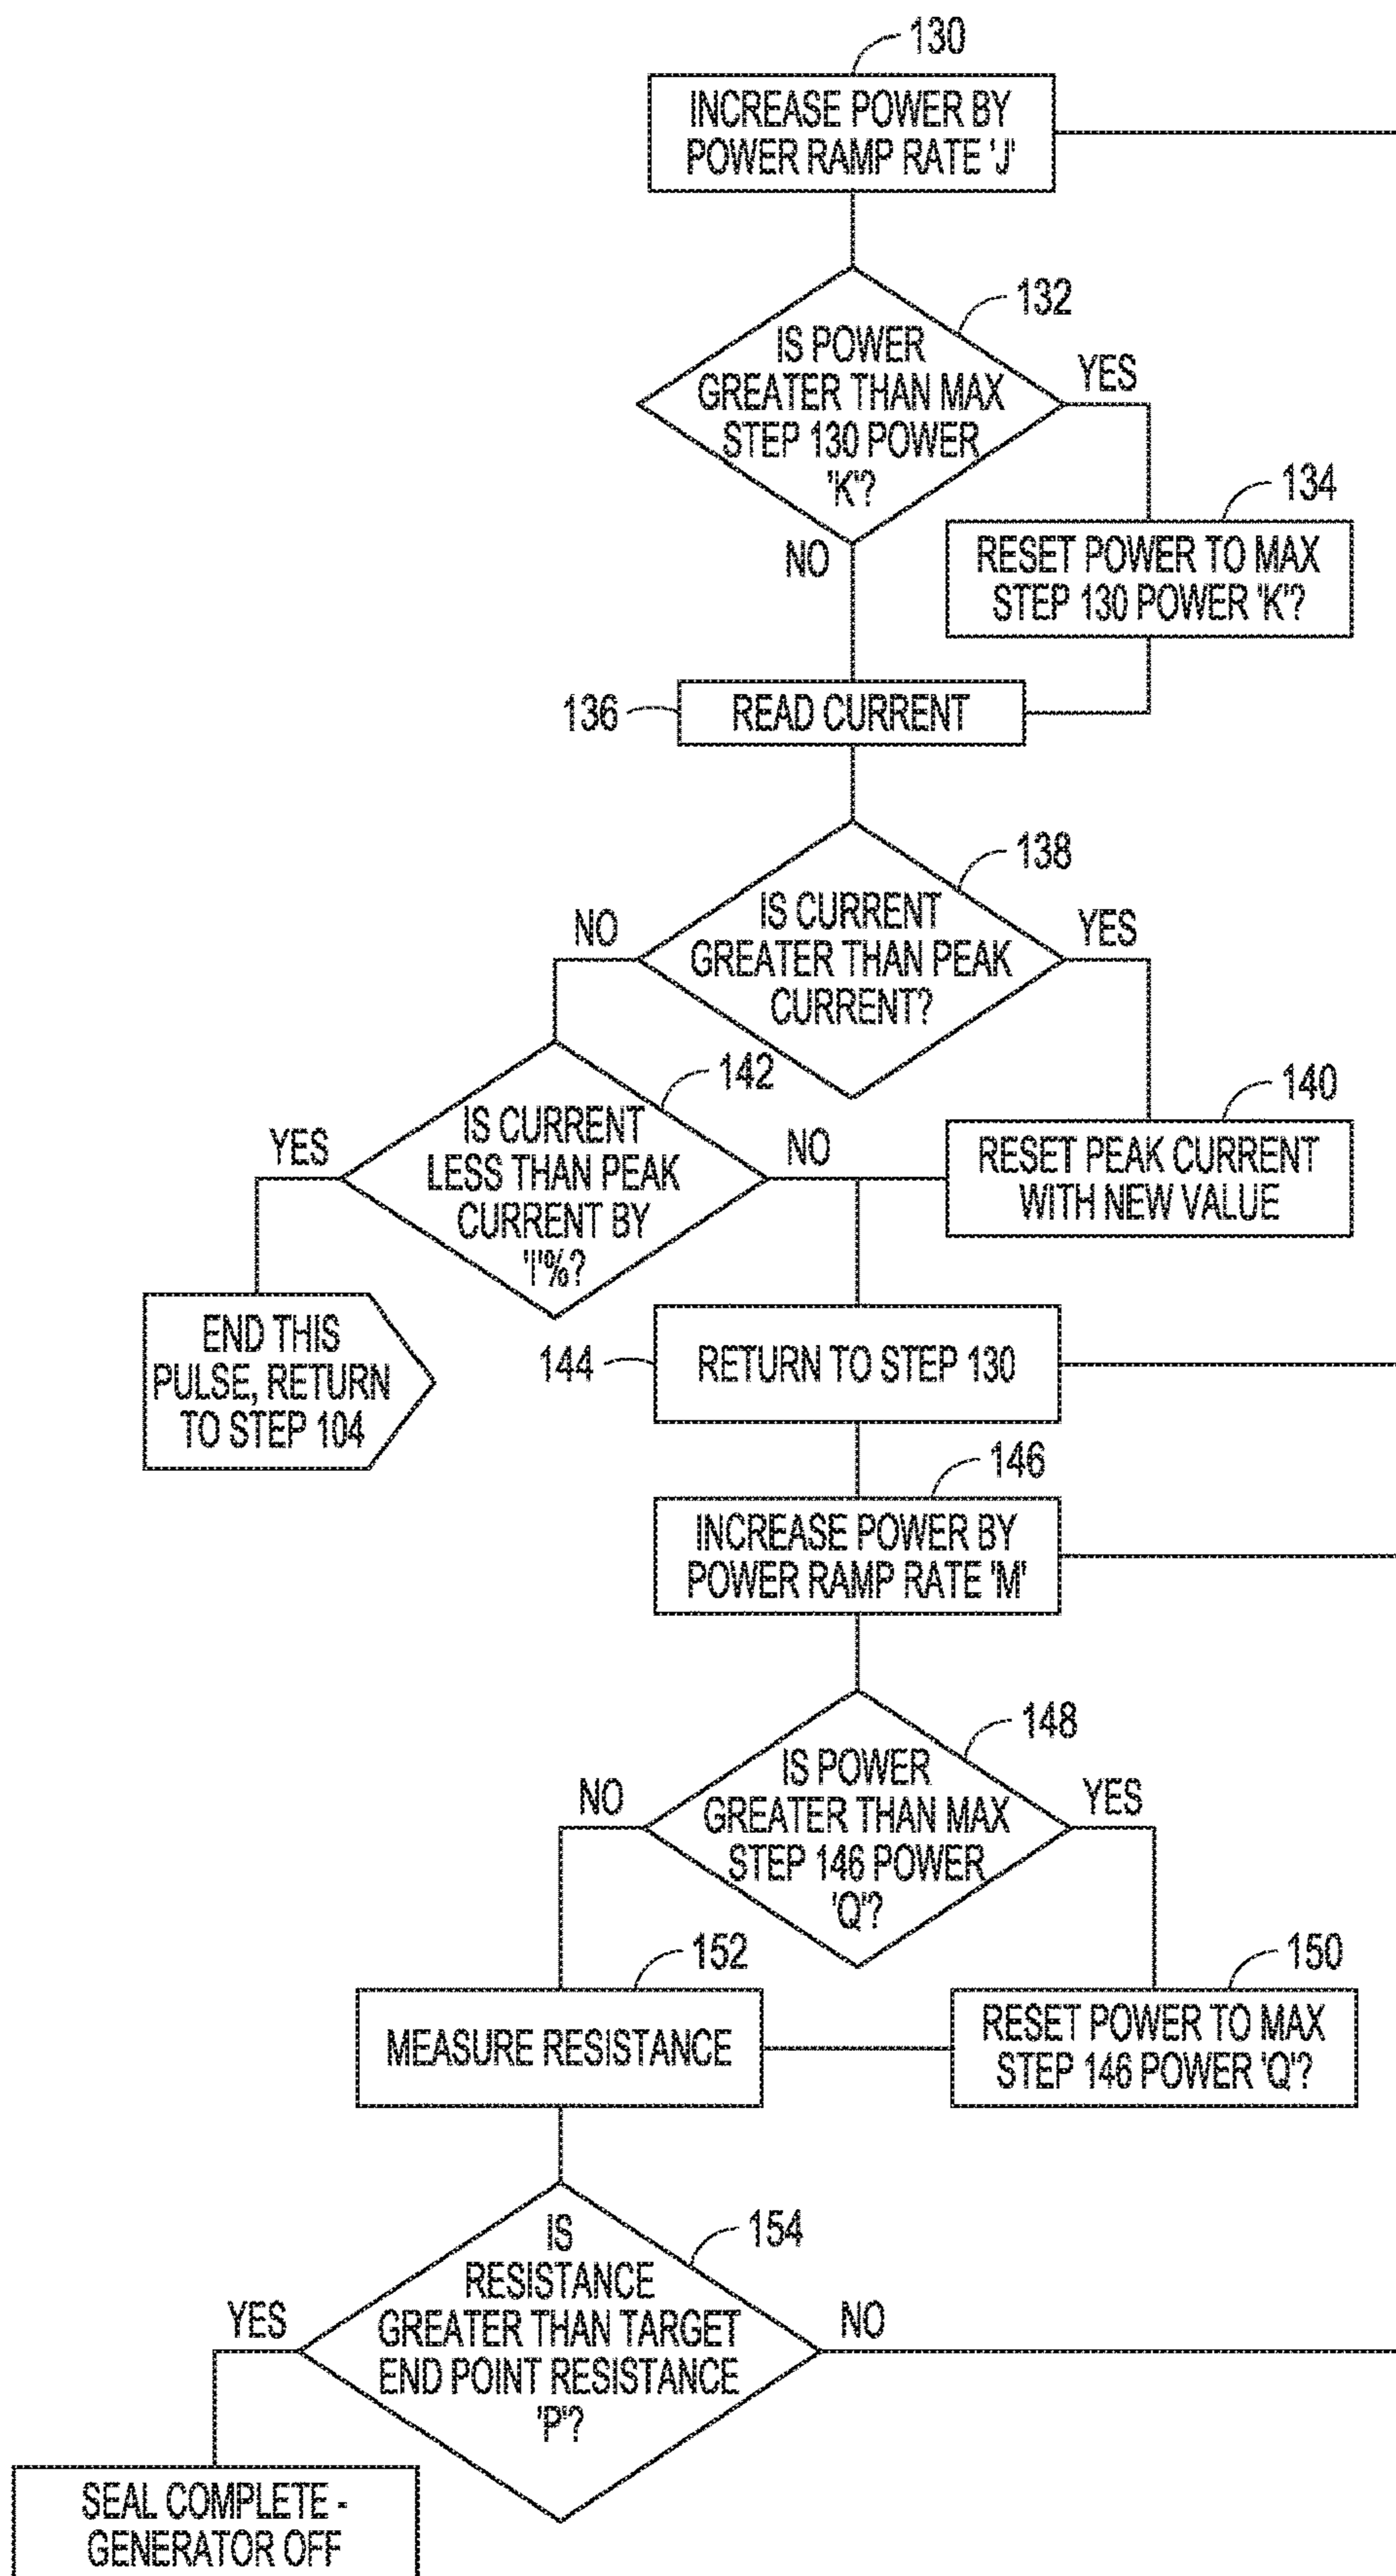 130
INCREASE POWER BY
POWER RAMP RATE 'J'
132
IS POWER
GREATER THAN MAX
STEP 130 POWER
'K'?
YES
NO
134
RESET POWER TO MAX
STEP 130 POWER 'K'?
136
READ CURRENT
138
IS CURRENT
GREATER THAN PEAK
CURRENT?
NO
YES
142
IS CURRENT
LESS THAN PEAK
CURRENT BY
'I'%?
YES
NO
140
RESET PEAK CURRENT
WITH NEW VALUE
END THIS
PULSE, RETURN
TO STEP 104
144
RETURN TO STEP 130
146
INCREASE POWER BY
POWER RAMP RATE 'M'
148
IS POWER
GREATER THAN MAX
STEP 146 POWER
'Q'?
NO
YES
152
MEASURE RESISTANCE
150
RESET POWER TO MAX
STEP 146 POWER 'Q'?
154
IS
RESISTANCE
GREATER THAN TARGET
END POINT RESISTANCE
'P'?
YES
NO
SEAL COMPLETE -
GENERATOR OFF